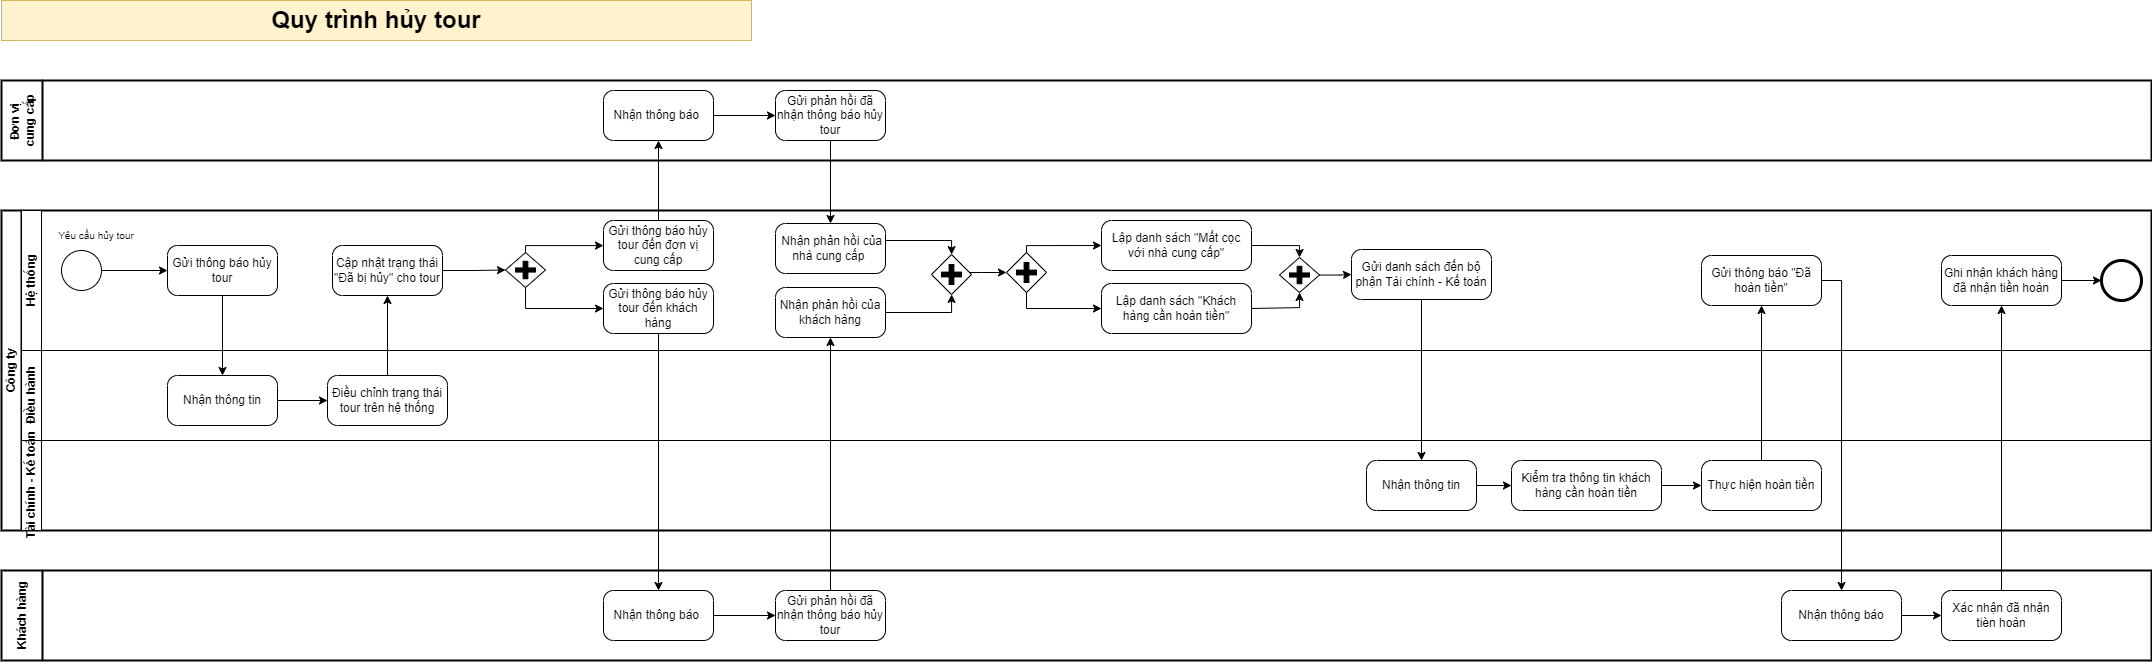 Quy trình hủy tour
Đơn vị
cung cấp
Nhận thông báo
Gửi phản hồi đã
nhận thông báo hủy
tour
Công ty
Hệ thống
Yêu cầu hủy tour
Gửi thông báo hủy
tour
Cập nhật trạng thái
"Đã bị hủy" cho tour
Gửi thông báo hủy
tour đến đơn vị
cung cấp
Gửi thông báo hủy
tour đến khách
hàng
Nhận phản hồi của
nhà cung cấp
Nhận phản hồi của
khách hàng
Lập danh sách "Mất cọc
với nhà cung cấp"
Lập danh sách "Khách
hàng cần hoàn tiền"
Gửi danh sách đến bộ
phận Tài chính - Kế toán
Gửi thông báo "Đã
hoàn tiền"
Ghi nhận khách hàng
đã nhận tiền hoàn
Điều hành
Nhận thông tin
Điều chỉnh trạng thái
tour trên hệ thống
Tài chính - Kế toán
Nhận thông tin
Kiểm tra thông tin khách
hàng cần hoàn tiền
Thực hiện hoàn tiền
Khách hàng
Nhận thông báo
Gửi phản hồi đã
nhận thông báo hủy
tour
Nhận thông báo
Xác nhận đã nhận
tièn hoản